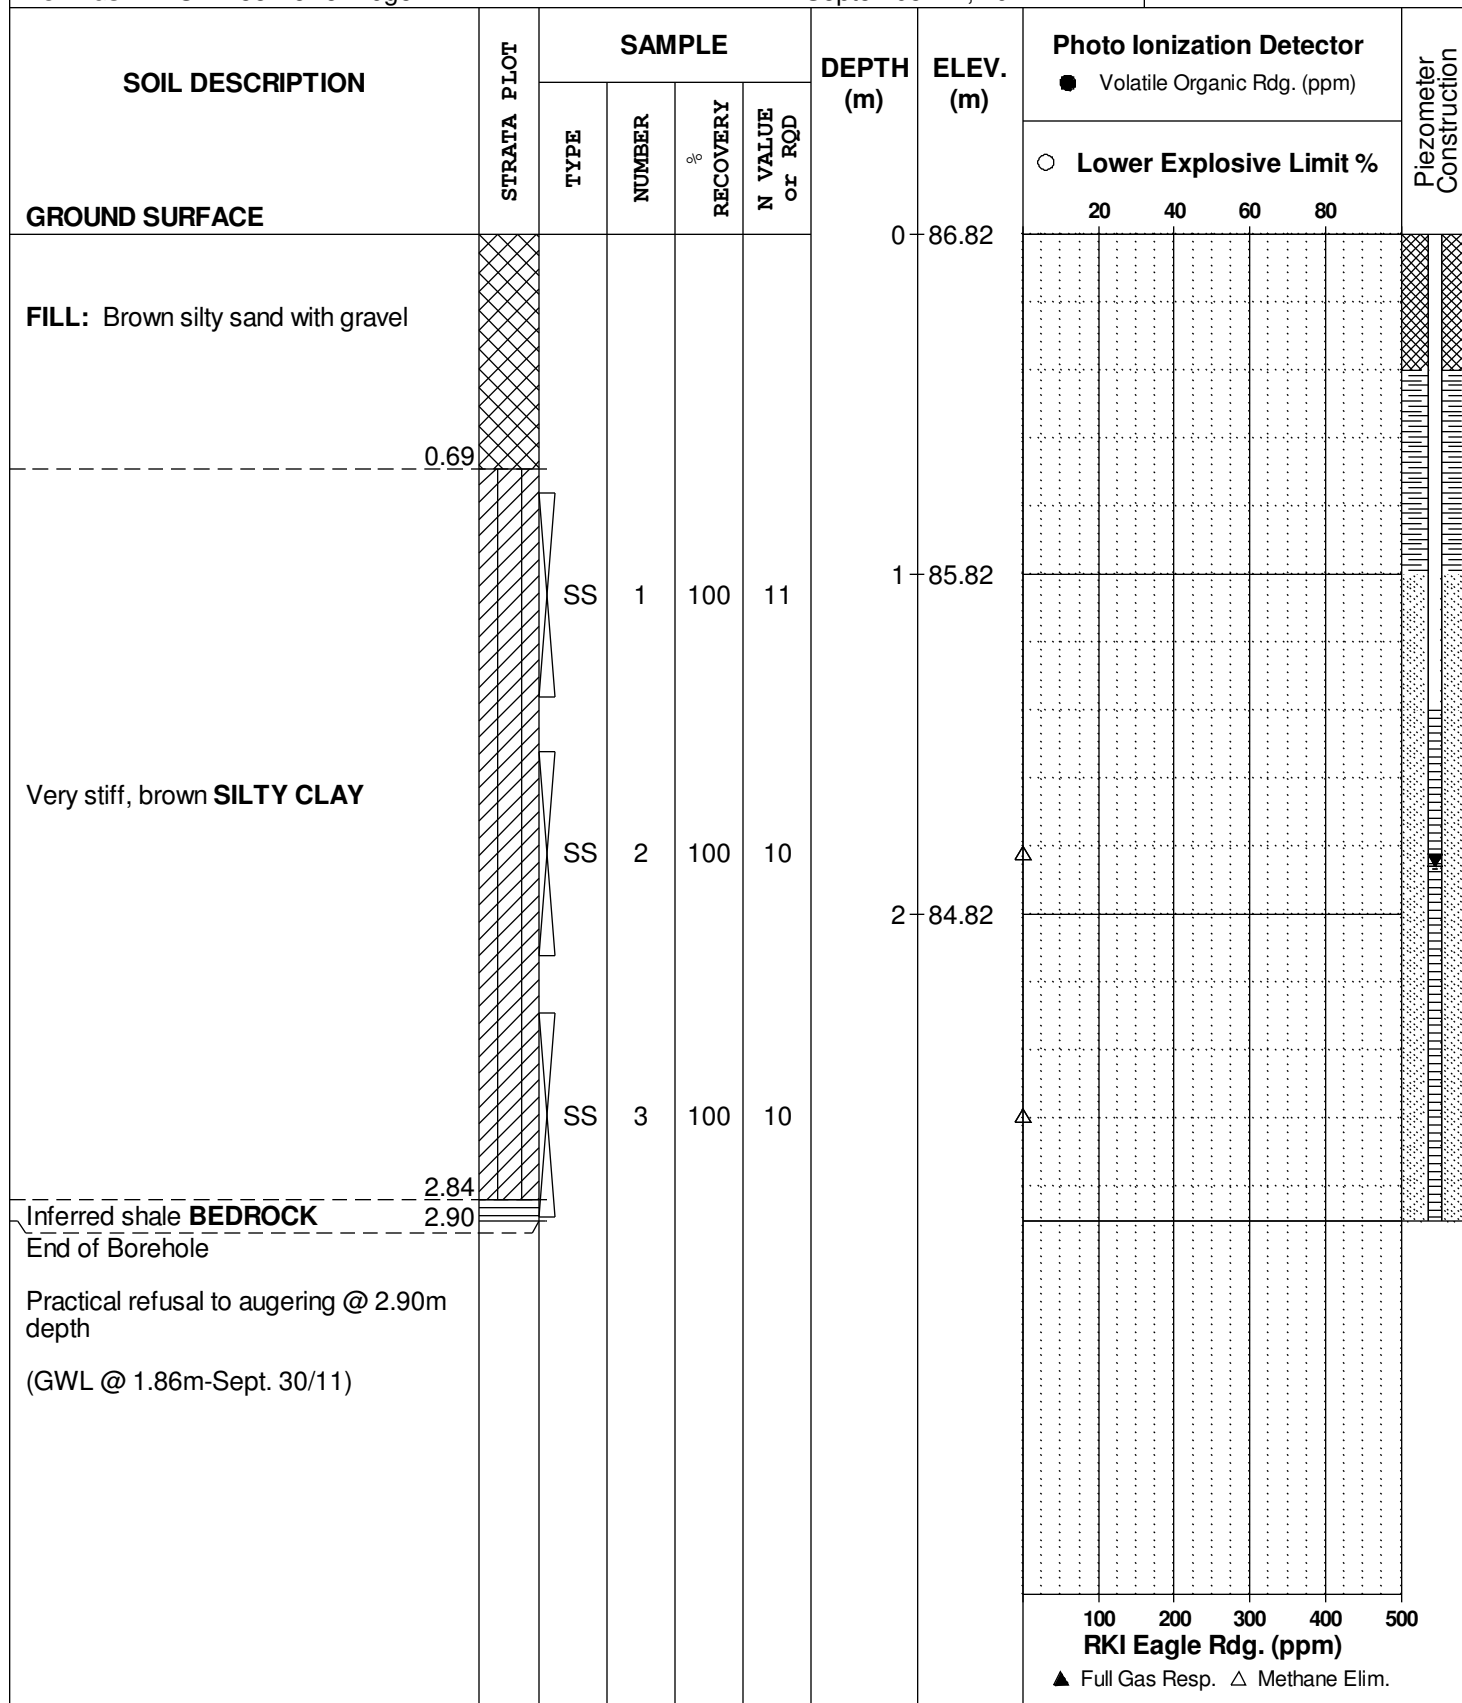 SOIL DESCRIPTION
GROUND SURFACE
STRATA PLOT
SAMPLE
TYPE
NUMBER
%
RECOVERY
N VALUE
or RQD
DEPTH
(m)
ELEV.
(m)
Photo Ionization Detector
● Volatile Organic Rdg. (ppm)
○ Lower Explosive Limit %
20 40 60 80
Piezometer
Construction
0 86.82
FILL: Brown silty sand with gravel
0.69
1 85.82
SS 1 100 11
Very stiff, brown SILTY CLAY
SS 2 100 10
2 84.82
SS 3 100 10
2.84
Inferred shale BEDROCK 2.90
End of Borehole
Practical refusal to augering @ 2.90m
depth
(GWL @ 1.86m-Sept. 30/11)
100 200 300 400 500
RKI Eagle Rdg. (ppm)
▲ Full Gas Resp. △ Methane Elim.